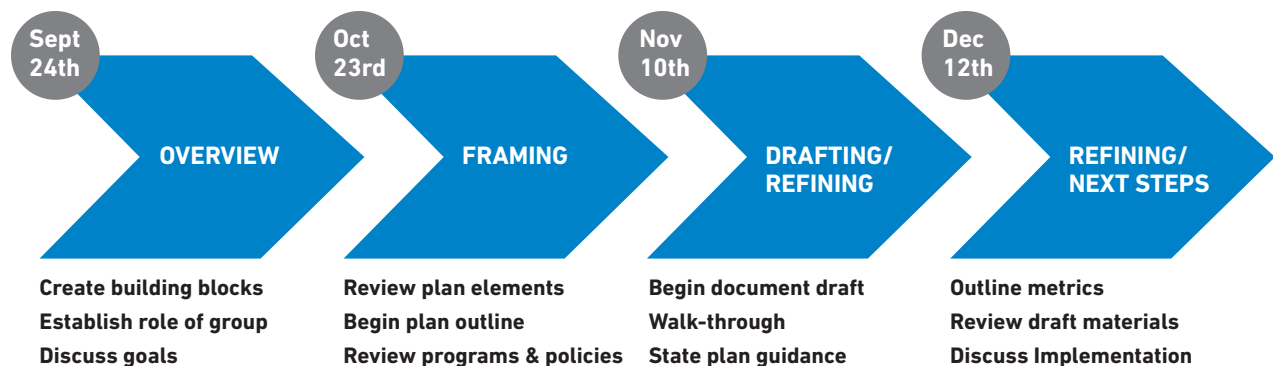 Sept
24th
OVERVIEW
Create building blocks
Establish role of group
Discuss goals
Oct
23rd
FRAMING
Review plan elements
Begin plan outline
Review programs & policies
Nov
10th
DRAFTING/
REFINING
Begin document draft
Walk-through
State plan guidance
Dec
12th
REFINING/
NEXT STEPS
Outline metrics
Review draft materials
Discuss Implementation